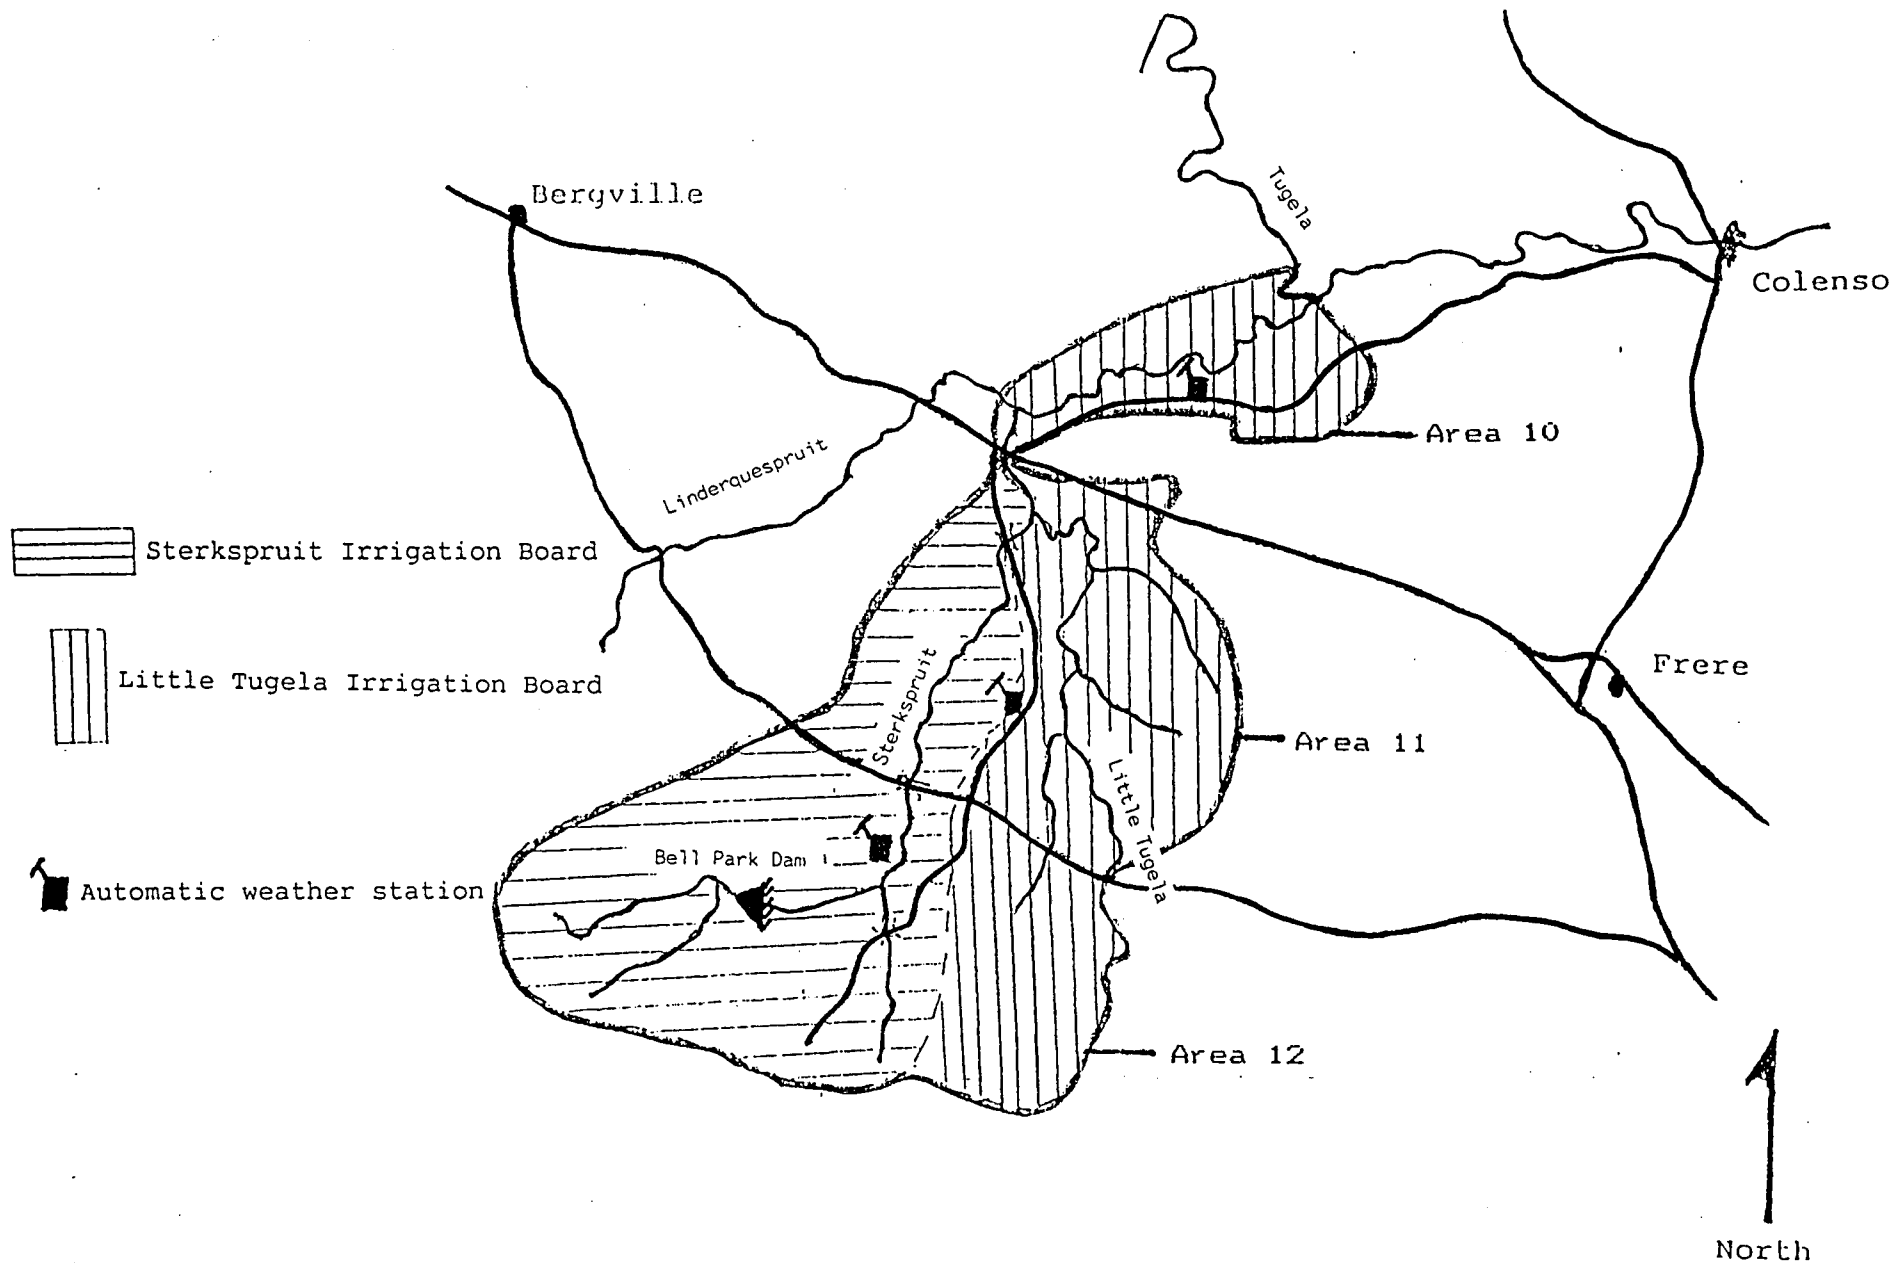 Tugela
Bergville
Colenso
Area 10
Linderquespruit
Sterkspruit Irrigation Board
Little Tugela Irrigation Board
Sterkspruit
Frere
Area 11
Little Tugela
Bell Park Dam
Automatic weather station
Area 12
North